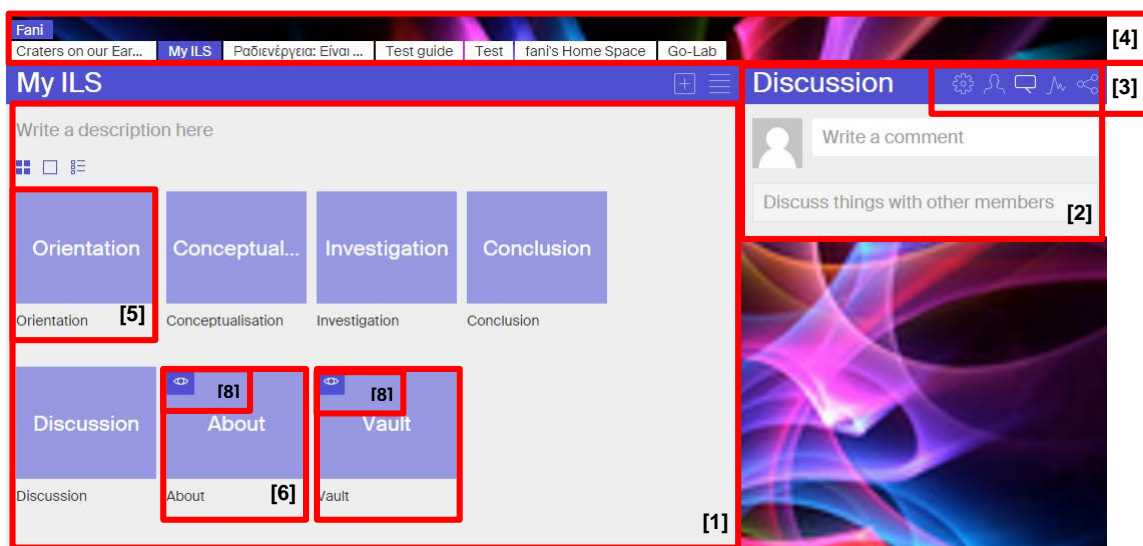 Fani
Craters on our Ear... My ILS Ραδιενέργεια: Είναι ... Test guide Test fani's Home Space Go-Lab [4]
My ILS Discussion [3]
Write a description here
Write a comment
Discuss things with other members [2]
Orientation Conceptual... Investigation Conclusion
Orientation [5] Conceptualisation Investigation Conclusion
[8] [8]
Discussion About Vault
Discussion About [6] Vault
[1]